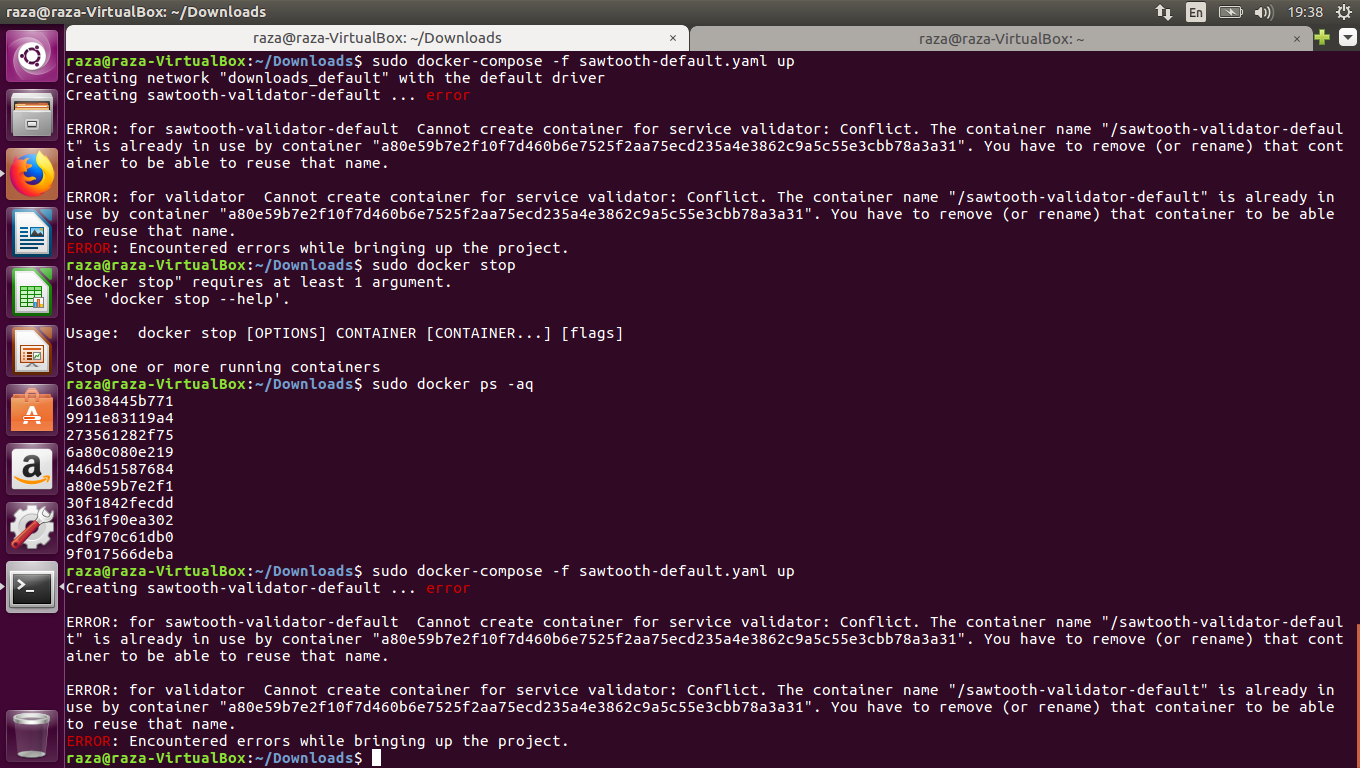 raza@raza-VirtualBox: ~/Downloads
En
19:38
raza@raza-VirtualBox: ~/Downloads ×
raza@raza-VirtualBox: ~ ×
raza@raza-VirtualBox:~/Downloads$ sudo docker-compose -f sawtooth-default.yaml up
Creating network "downloads_default" with the default driver
Creating sawtooth-validator-default ... error
ERROR: for sawtooth-validator-default  Cannot create container for service validator: Conflict. The container name "/sawtooth-validator-defaul
t" is already in use by container "a80e59b7e2f10f7d460b6e7525f2aa75ecd235a4e3862c9a5c55e3cbb78a3a31". You have to remove (or rename) that cont
ainer to be able to reuse that name.
ERROR: for validator  Cannot create container for service validator: Conflict. The container name "/sawtooth-validator-default" is already in
use by container "a80e59b7e2f10f7d460b6e7525f2aa75ecd235a4e3862c9a5c55e3cbb78a3a31". You have to remove (or rename) that container to be able
to reuse that name.
ERROR: Encountered errors while bringing up the project.
raza@raza-VirtualBox:~/Downloads$ sudo docker stop
"docker stop" requires at least 1 argument.
See 'docker stop --help'.
Usage:  docker stop [OPTIONS] CONTAINER [CONTAINER...] [flags]
Stop one or more running containers
raza@raza-VirtualBox:~/Downloads$ sudo docker ps -aq
16038445b771
9911e83119a4
273561282f75
6a80c080e219
446d51587684
a80e59b7e2f1
30f1842fecdd
8361f90ea302
cdf970c61db0
9f017566deba
raza@raza-VirtualBox:~/Downloads$ sudo docker-compose -f sawtooth-default.yaml up
Creating sawtooth-validator-default ... error
ERROR: for sawtooth-validator-default  Cannot create container for service validator: Conflict. The container name "/sawtooth-validator-defaul
t" is already in use by container "a80e59b7e2f10f7d460b6e7525f2aa75ecd235a4e3862c9a5c55e3cbb78a3a31". You have to remove (or rename) that cont
ainer to be able to reuse that name.
ERROR: for validator  Cannot create container for service validator: Conflict. The container name "/sawtooth-validator-default" is already in
use by container "a80e59b7e2f10f7d460b6e7525f2aa75ecd235a4e3862c9a5c55e3cbb78a3a31". You have to remove (or rename) that container to be able
to reuse that name.
ERROR: Encountered errors while bringing up the project.
raza@raza-VirtualBox:~/Downloads$